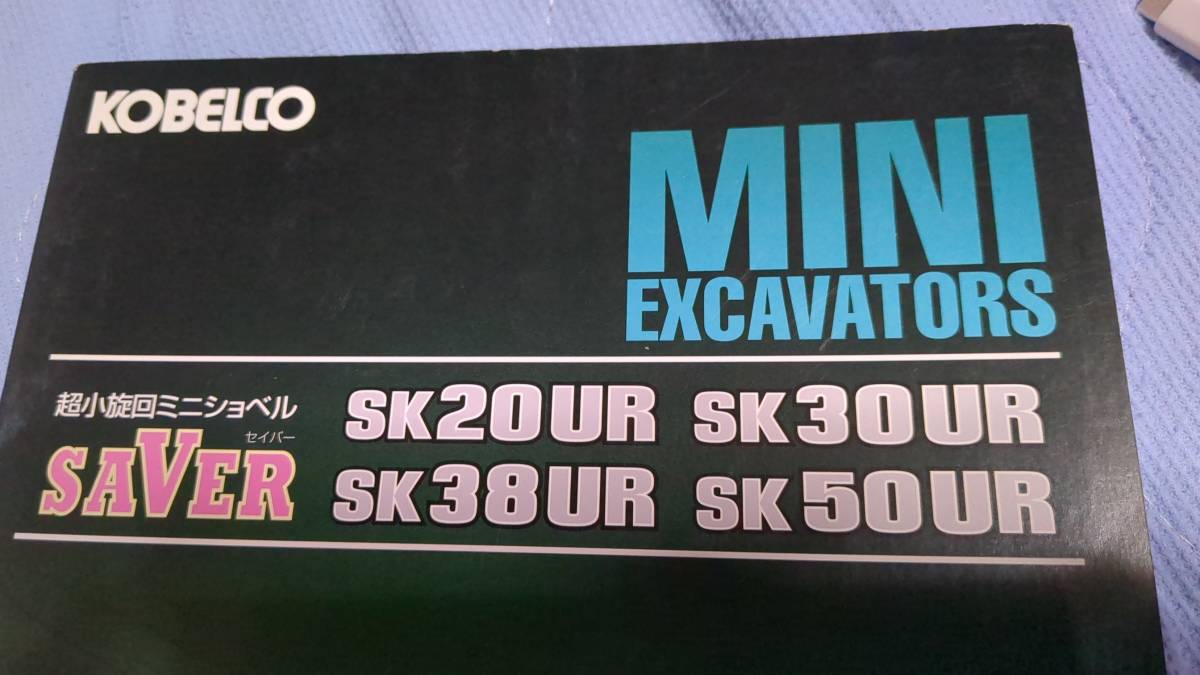 KOBELCO
MINI
EXCAVATORS
超小旋回ミニショベル
セイバー
SAVER
SK20UR SK30UR
SK38UR SK50UR